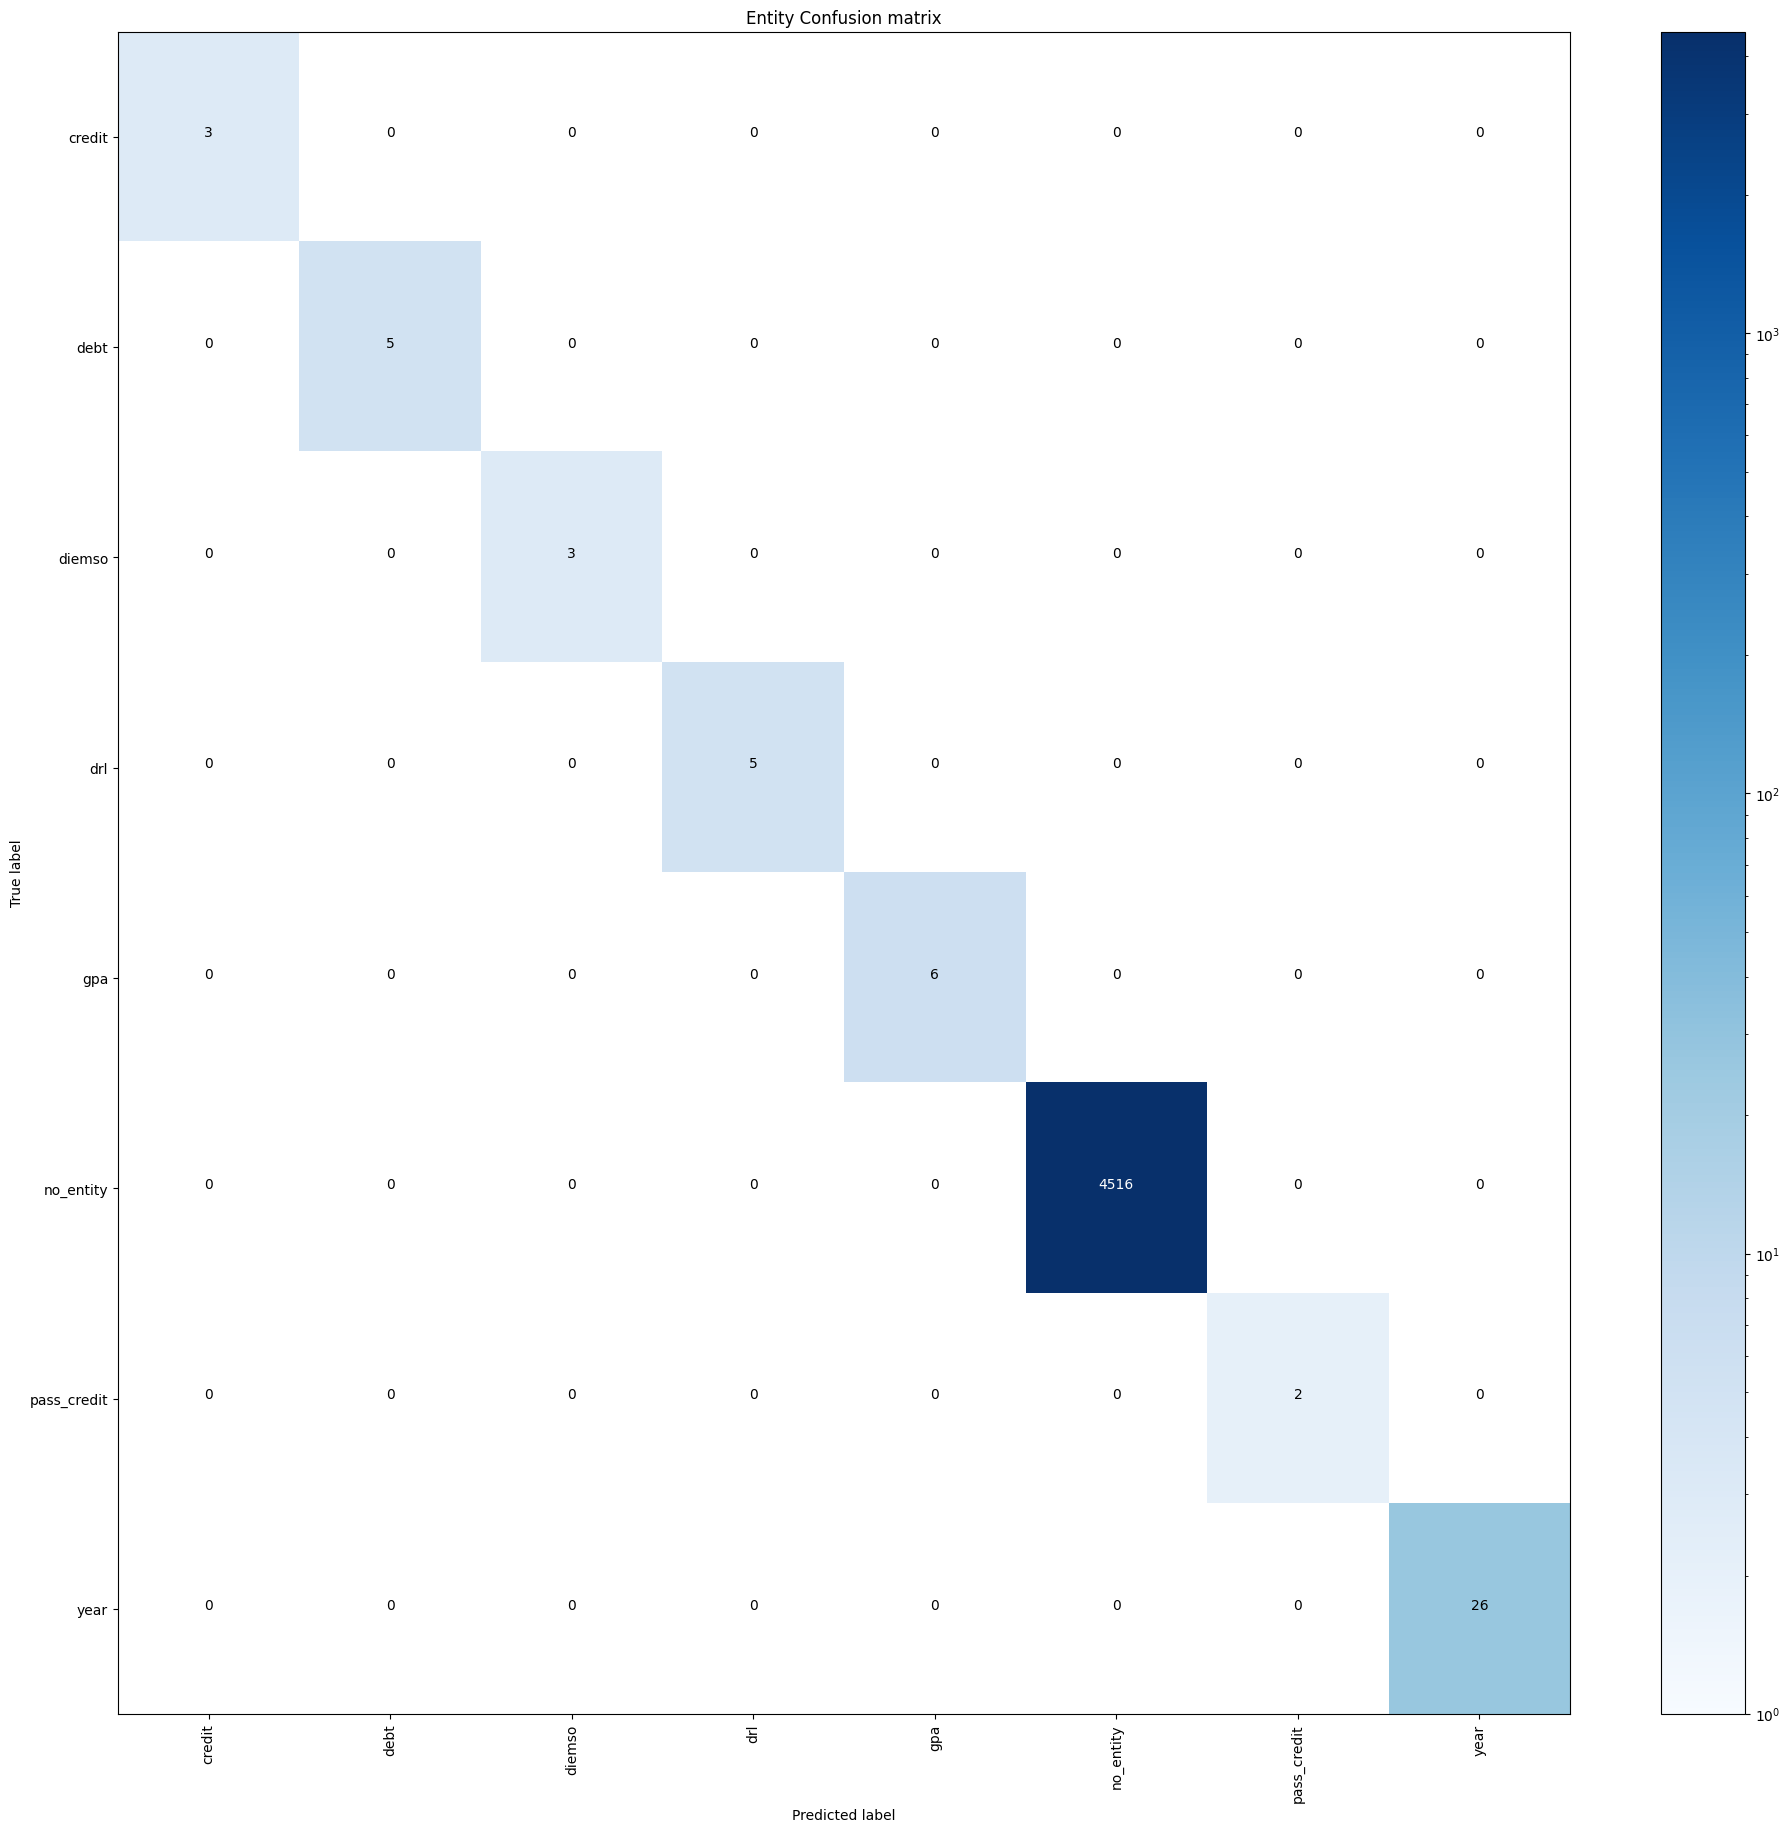 Entity Confusion matrix
credit 3 0 0 0 0 0 0 0
debt 0 5 0 0 0 0 0 0
diemso 0 0 3 0 0 0 0 0
drl 0 0 0 5 0 0 0 0
gpa 0 0 0 0 6 0 0 0
no_entity 0 0 0 0 0 4516 0 0
pass_credit 0 0 0 0 0 0 2 0
year 0 0 0 0 0 0 0 26
True label
credit debt diemso drl gpa no_entity pass_credit year
Predicted label
10³
10²
10¹
10⁰